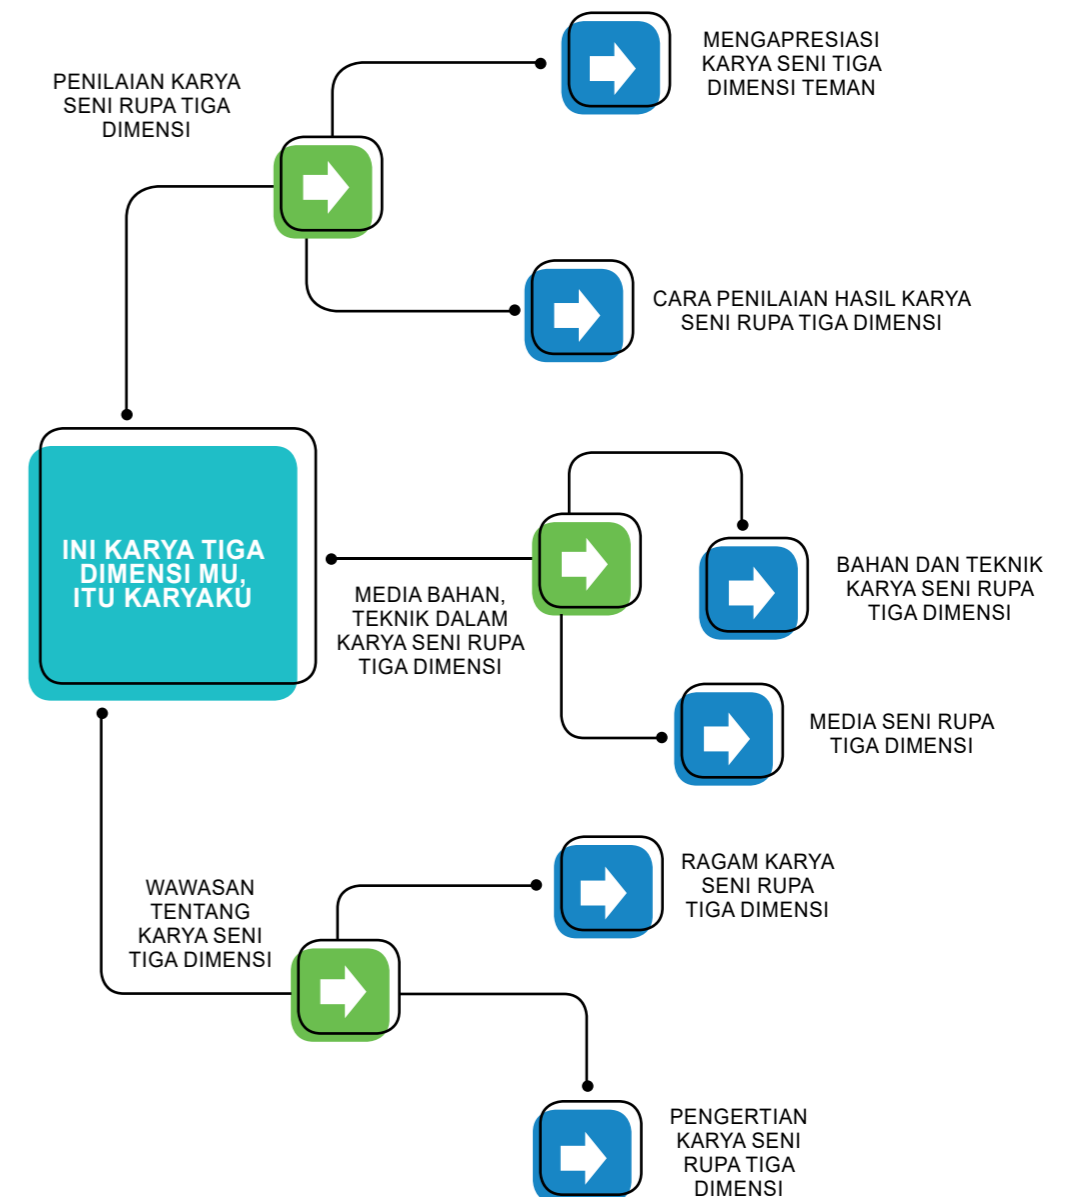 PENILAIAN KARYA
SENI RUPA TIGA
DIMENSI
MENGAPRESIASI
KARYA SENI TIGA
DIMENSI TEMAN
CARA PENILAIAN HASIL KARYA
SENI RUPA TIGA DIMENSI
INI KARYA TIGA
DIMENSI MU,
ITU KARYAKU
MEDIA BAHAN,
TEKNIK DALAM
KARYA SENI RUPA
TIGA DIMENSI
BAHAN DAN TEKNIK
KARYA SENI RUPA
TIGA DIMENSI
MEDIA SENI RUPA
TIGA DIMENSI
WAWASAN
TENTANG
KARYA SENI
TIGA DIMENSI
RAGAM KARYA
SENI RUPA
TIGA DIMENSI
PENGERTIAN
KARYA SENI
RUPA TIGA
DIMENSI